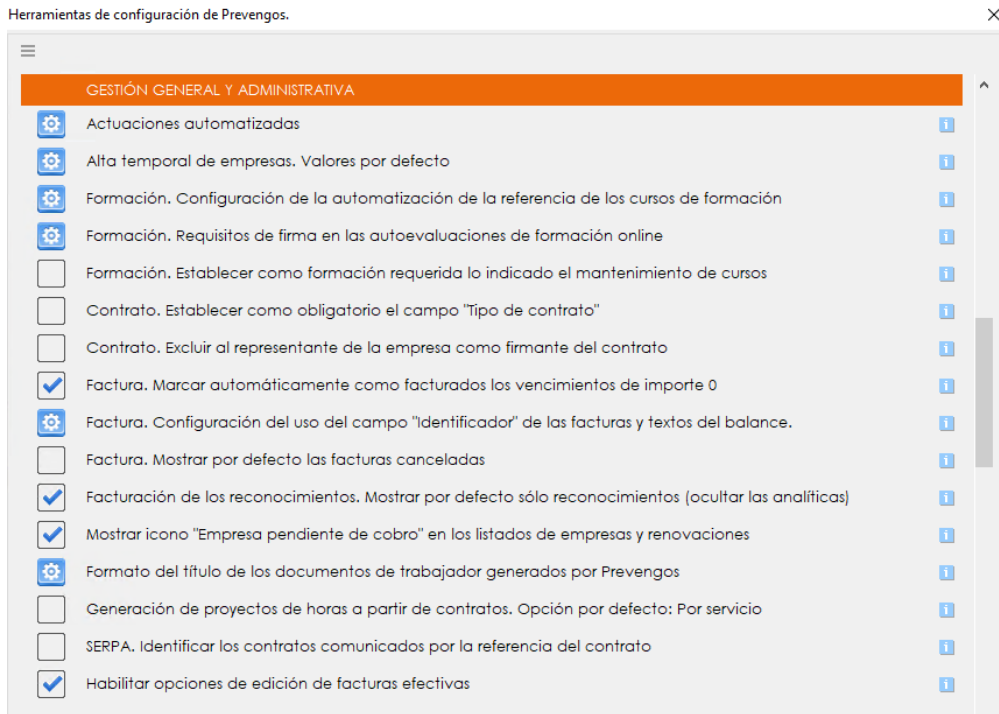 Herramientas de configuración de Prevengos.
GESTIÓN GENERAL Y ADMINISTRATIVA
Actuaciones automatizadas
Alta temporal de empresas. Valores por defecto
Formación. Configuración de la automatización de la referencia de los cursos de formación
Formación. Requisitos de firma en las autoevaluaciones de formación online
Formación. Establecer como formación requerida lo indicado el mantenimiento de cursos
Contrato. Establecer como obligatorio el campo "Tipo de contrato"
Contrato. Excluir al representante de la empresa como firmante del contrato
Factura. Marcar automáticamente como facturados los vencimientos de importe 0
Factura. Configuración del uso del campo "Identificador" de las facturas y textos del balance.
Factura. Mostrar por defecto las facturas canceladas
Facturación de los reconocimientos. Mostrar por defecto sólo reconocimientos (ocultar las analíticas)
Mostrar icono "Empresa pendiente de cobro" en los listados de empresas y renovaciones
Formato del título de los documentos de trabajador generados por Prevengos
Generación de proyectos de horas a partir de contratos. Opción por defecto: Por servicio
SERPA. Identificar los contratos comunicados por la referencia del contrato
Habilitar opciones de edición de facturas efectivas